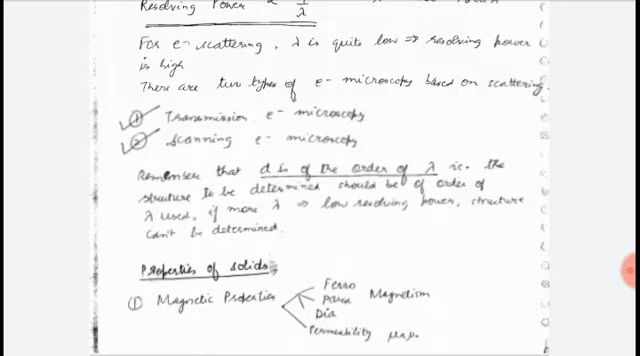 Resolving Power ∝ 1/λ
For e- scattering, λ is quite low ⇒ resolving power
is high
There are two types of e- microscopy based on scattering.
① Transmission e- microscopy
② Scanning e- microscopy
Remember that d is of the order of λ i.e. the
structure to be determined should be of order of
λ used, if more λ ⇒ low resolving power, structure
can't be determined.
Properties of solids:
① Magnetic Properties
Ferro
Para Magnetism
Dia
Permeability